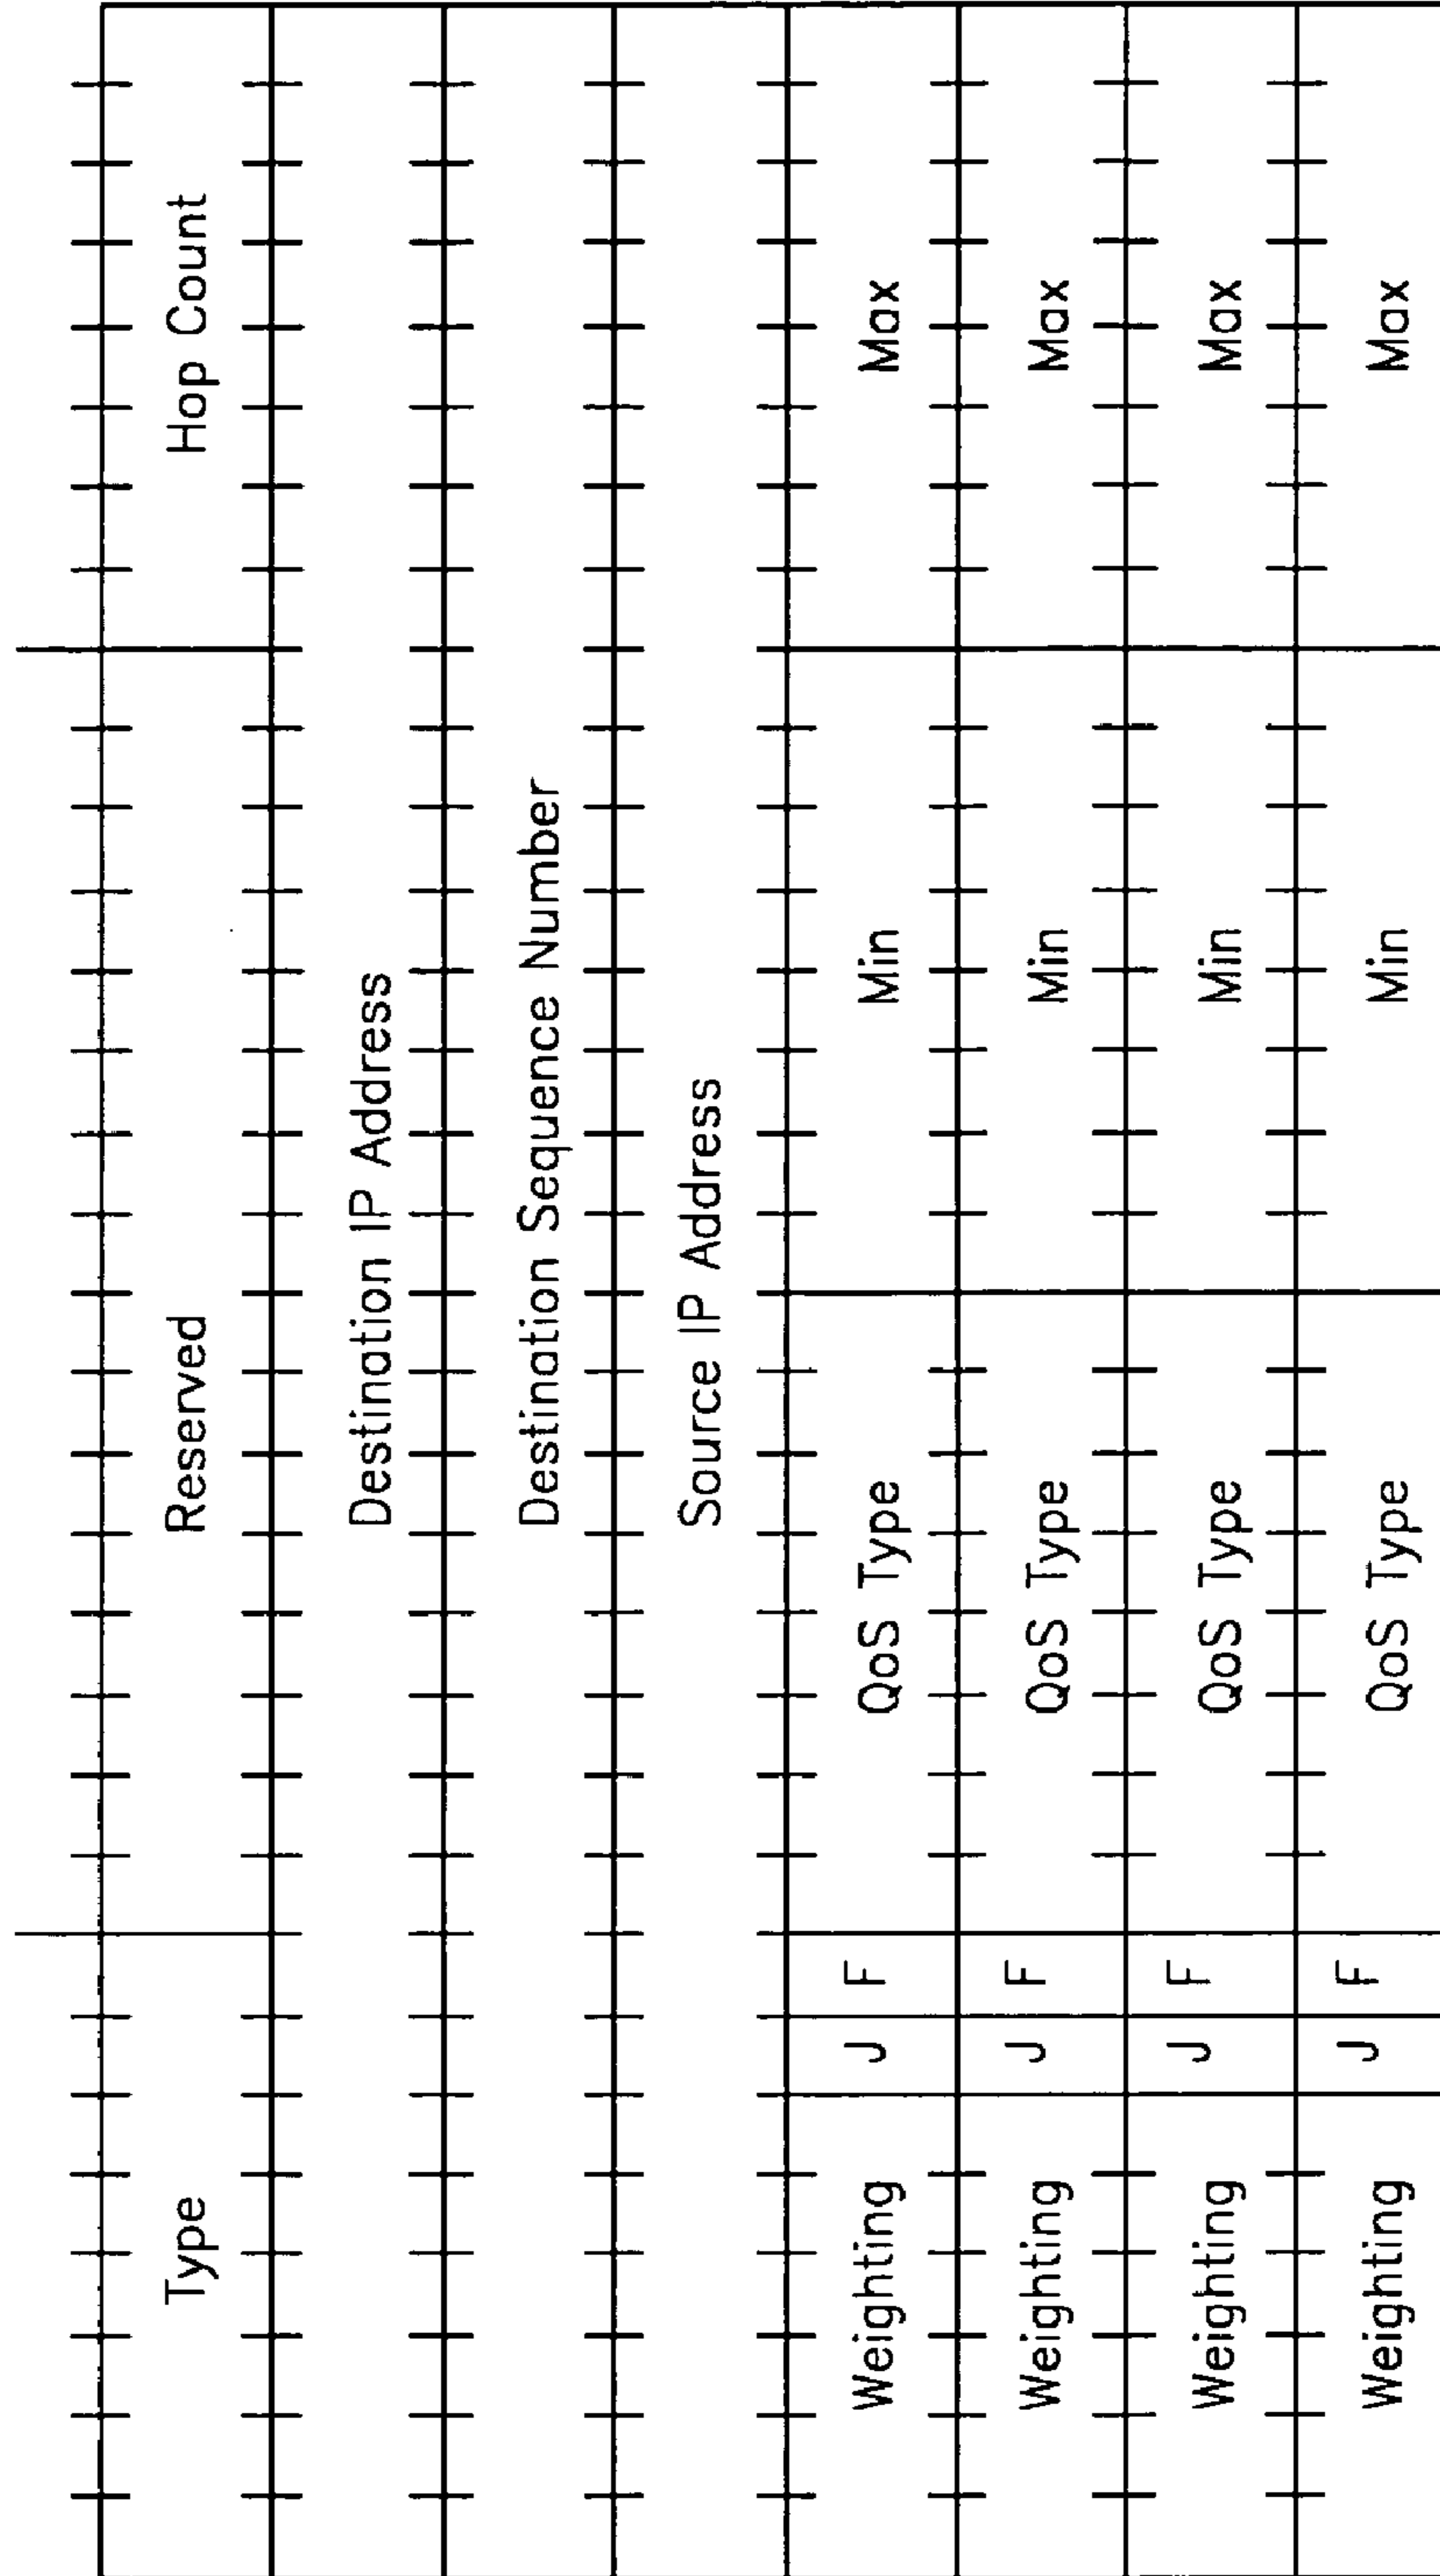 Type Reserved Hop Count
Destination IP Address
Destination Sequence Number
Source IP Address
Weighting J F QoS Type Min Max
Weighting J F QoS Type Min Max
Weighting J F QoS Type Min Max
Weighting J F QoS Type Min Max